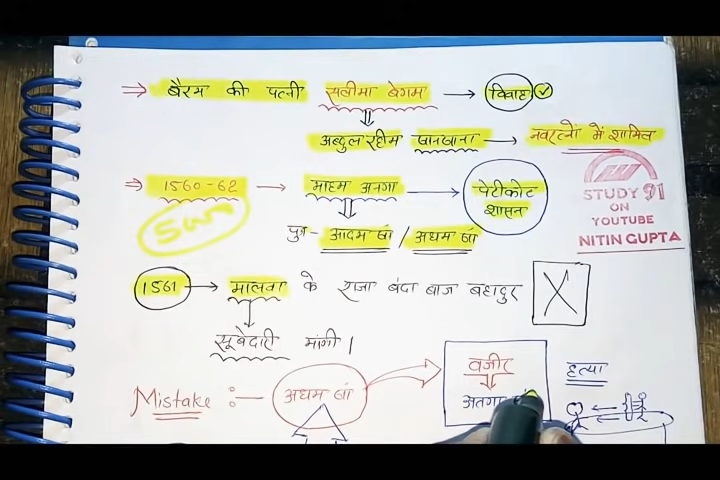 ⇒ बैरम की पत्नी सलीमा बेगम → विवाह ✓
अब्दुल रहीम खानखाना → नवरत्नों में शामिल
⇒ 1560-62 → माहम अनगा → पेटीकोट शासन
पुत्र - आदम खां / अधम खां
STUDY 91
ON
YOUTUBE
NITIN GUPTA
1561 → मालवा के राजा बंदा बाज बहादुर X
सूबेदारी मांगी।
Mistake :- अधम खां
वजीर
अतगा
हत्या